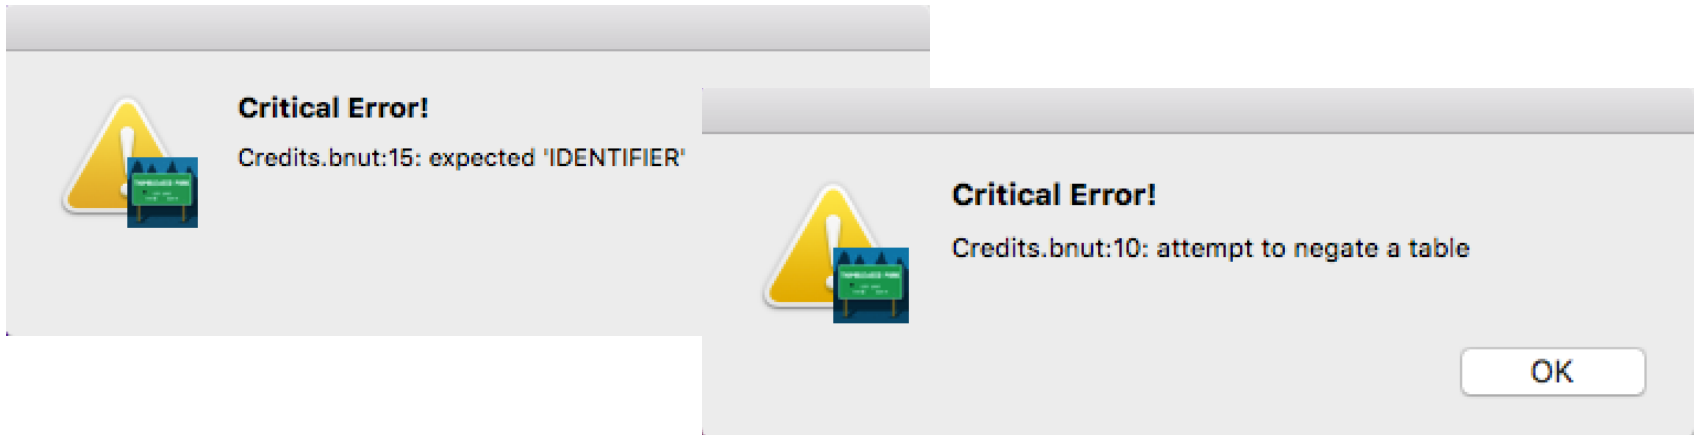 Critical Error!
Credits.bnut:15: expected 'IDENTIFIER'
Critical Error!
Credits.bnut:10: attempt to negate a table
OK